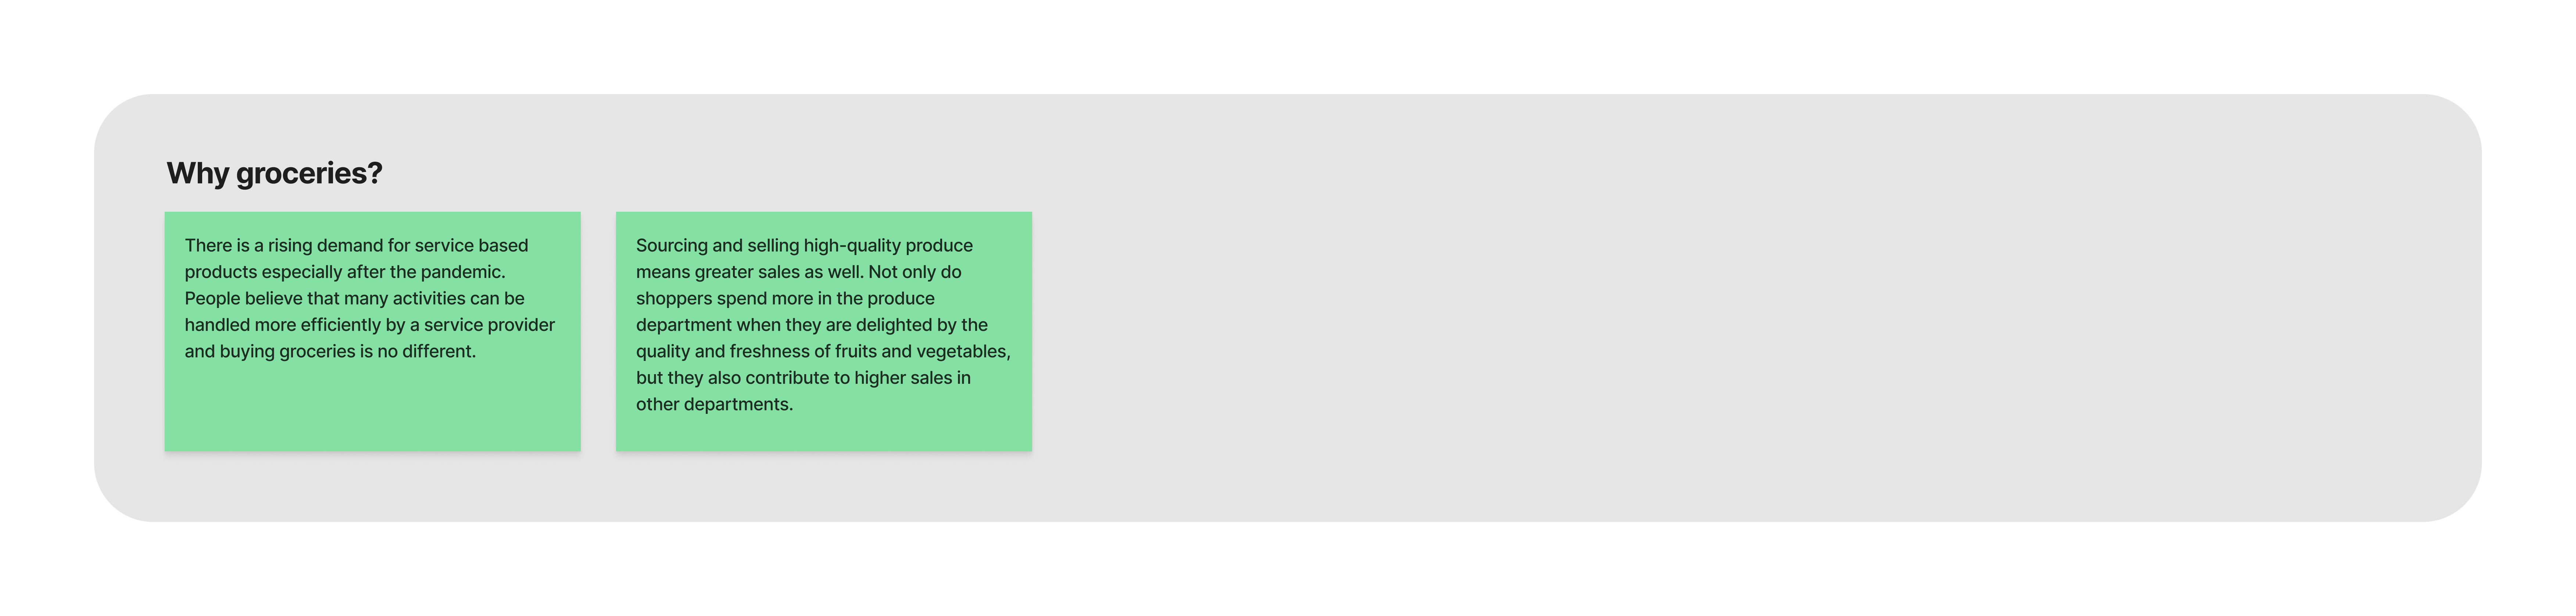 Why groceries?
There is a rising demand for service based
products especially after the pandemic.
People believe that many activities can be
handled more efficiently by a service provider
and buying groceries is no different.
Sourcing and selling high-quality produce
means greater sales as well. Not only do
shoppers spend more in the produce
department when they are delighted by the
quality and freshness of fruits and vegetables,
but they also contribute to higher sales in
other departments.